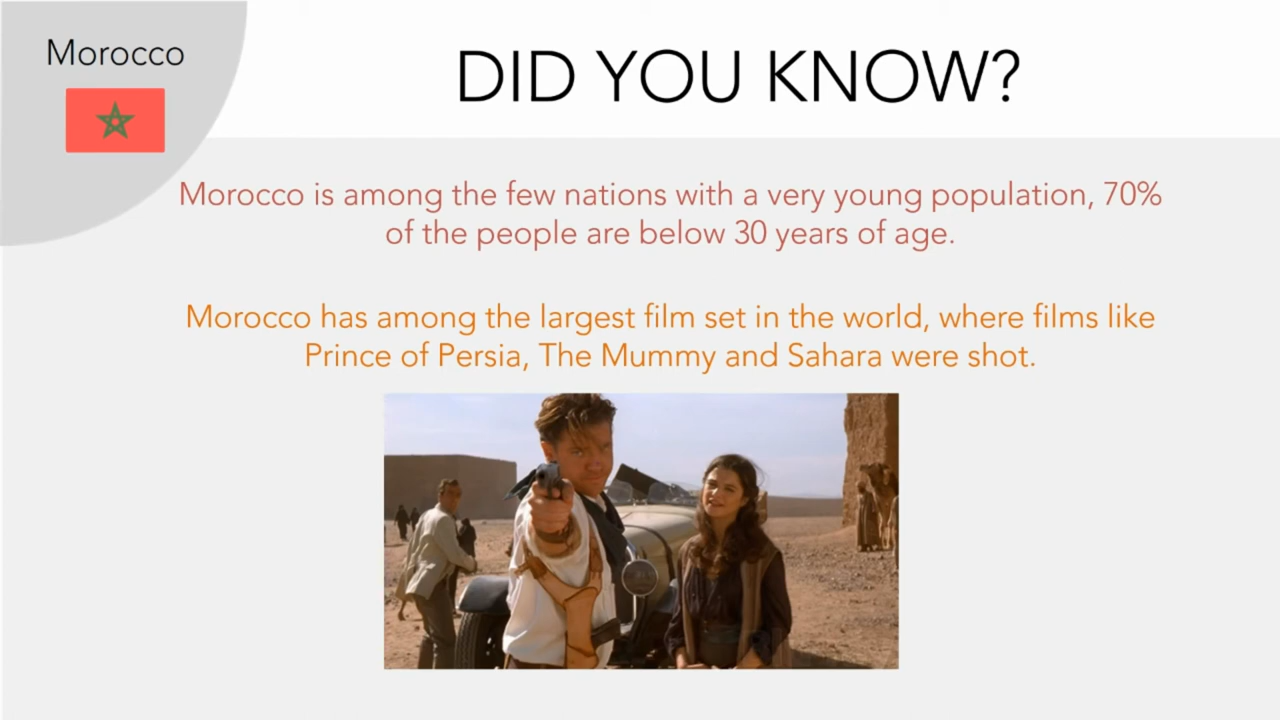 Morocco
DID YOU KNOW?
Morocco is among the few nations with a very young population, 70%
of the people are below 30 years of age.
Morocco has among the largest film set in the world, where films like
Prince of Persia, The Mummy and Sahara were shot.